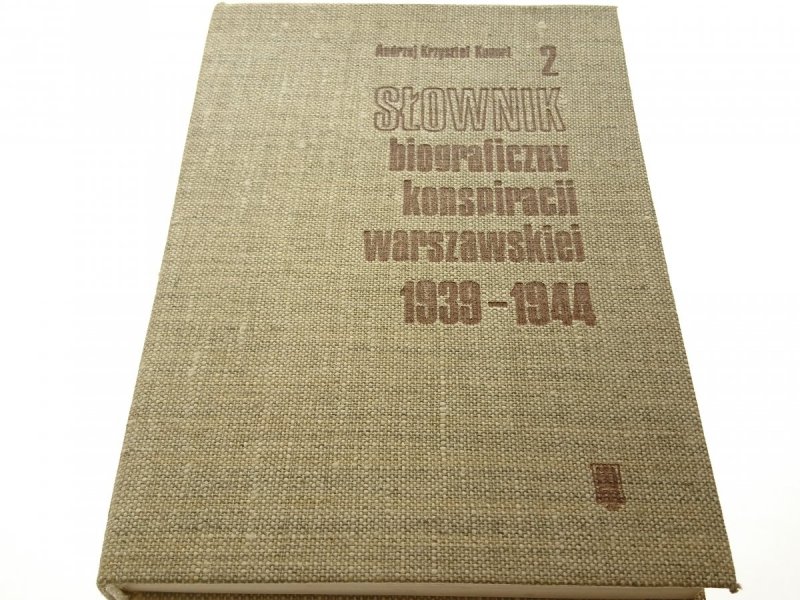 Andrzej Krzysztof Kunert
2
SŁOWNIK
biograficzny
konspiracji
warszawskiej
1939-1944